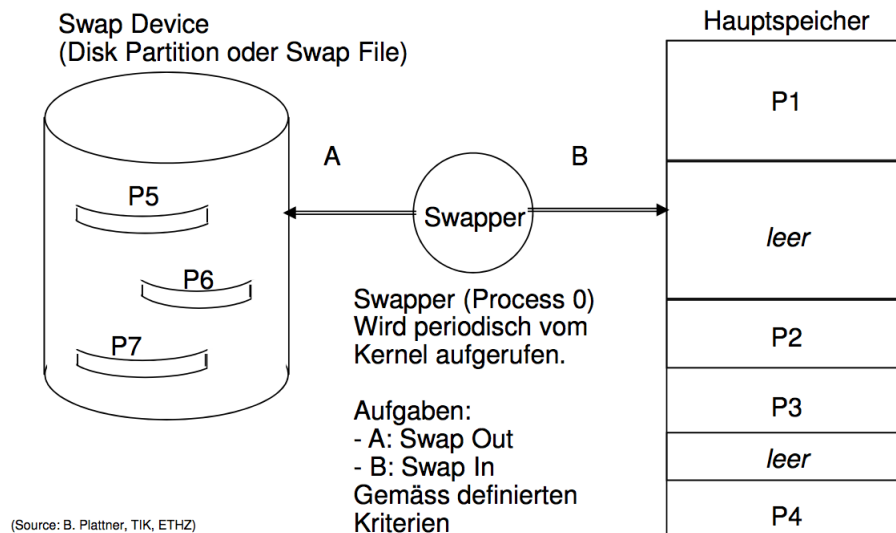 Swap Device
(Disk Partition oder Swap File)
P5
P6
P7
A
Swapper
B
Swapper (Process 0)
Wird periodisch vom
Kernel aufgerufen.
Aufgaben:
- A: Swap Out
- B: Swap In
Gemäss definierten
Kriterien
Hauptspeicher
P1
leer
P2
P3
leer
P4
(Source: B. Plattner, TIK, ETHZ)